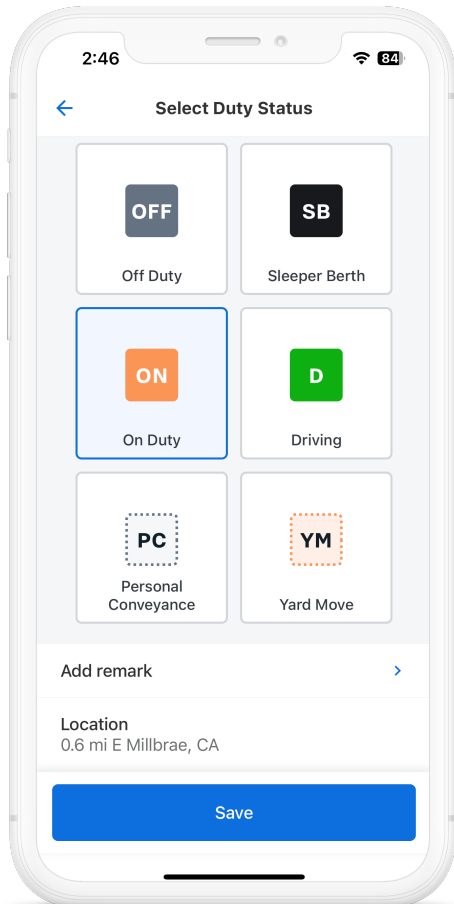 2:46
84
Select Duty Status
OFF
Off Duty
SB
Sleeper Berth
ON
On Duty
D
Driving
PC
Personal
Conveyance
YM
Yard Move
Add remark
Location
0.6 mi E Millbrae, CA
Save